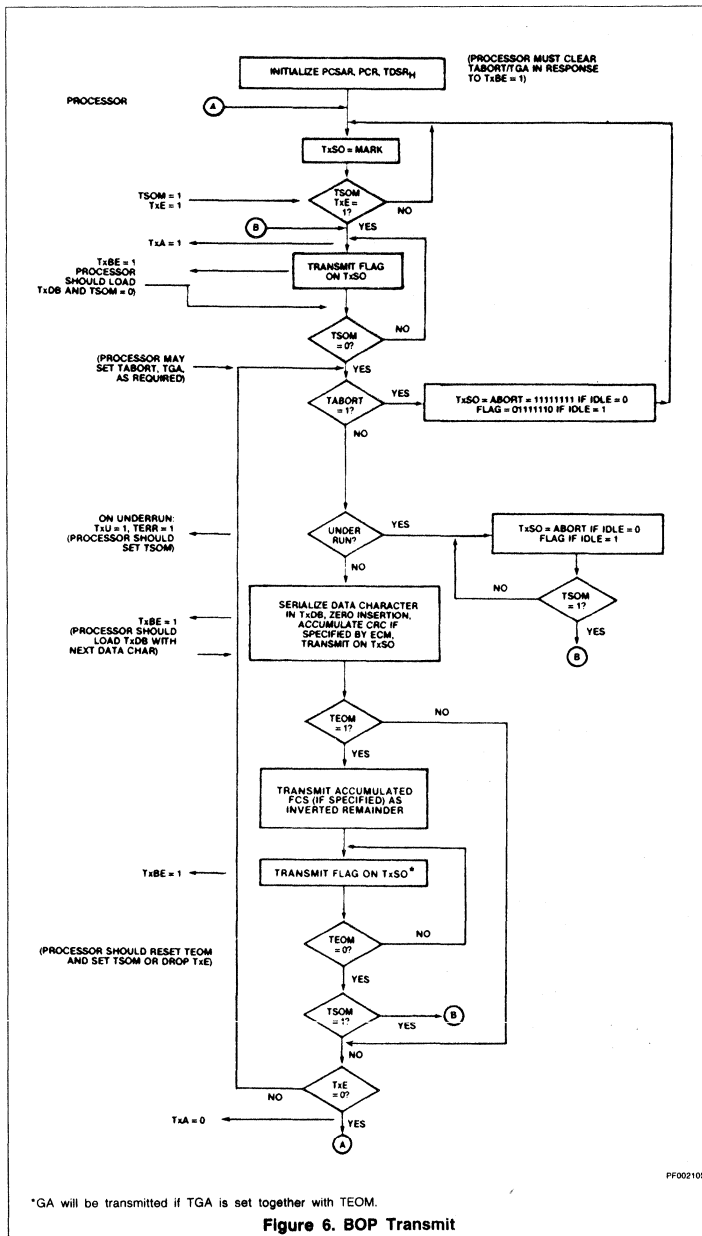 INITIALIZE PCSAR, PCR, TDSRH
(PROCESSOR MUST CLEAR
TABORT/TGA IN RESPONSE
TO TxBE = 1)
PROCESSOR
A
TxSO = MARK
TSOM = 1
TxE = 1
TSOM
TxE =
1?
NO
YES
B
TxA = 1
TxBE = 1
PROCESSOR
SHOULD LOAD
TxDB AND TSOM = 0)
TRANSMIT FLAG
ON TxSO
TSOM
= 0?
NO
YES
(PROCESSOR MAY
SET TABORT, TGA,
AS REQUIRED)
TABORT
= 1?
YES
NO
TxSO = ABORT = 11111111 IF IDLE = 0
FLAG = 01111110 IF IDLE = 1
ON UNDERRUN:
TxU = 1, TERR = 1
(PROCESSOR SHOULD
SET TSOM)
UNDER
RUN?
YES
NO
TxSO = ABORT IF IDLE = 0
FLAG IF IDLE = 1
NO
TSOM
= 1?
YES
B
TxBE = 1
(PROCESSOR SHOULD
LOAD TxDB WITH
NEXT DATA CHAR)
SERIALIZE DATA CHARACTER
IN TxDB, ZERO INSERTION,
ACCUMULATE CRC IF
SPECIFIED BY ECM,
TRANSMIT ON TxSO
TEOM
= 1?
NO
YES
TRANSMIT ACCUMULATED
FCS (IF SPECIFIED) AS
INVERTED REMAINDER
TxBE = 1
TRANSMIT FLAG ON TxSO*
TEOM
= 0?
NO
YES
(PROCESSOR SHOULD RESET TEOM
AND SET TSOM OR DROP TxE)
TSOM
= 1?
YES
B
NO
TxE
= 0?
NO
YES
TxA = 0
A
*GA will be transmitted if TGA is set together with TEOM.
Figure 6. BOP Transmit